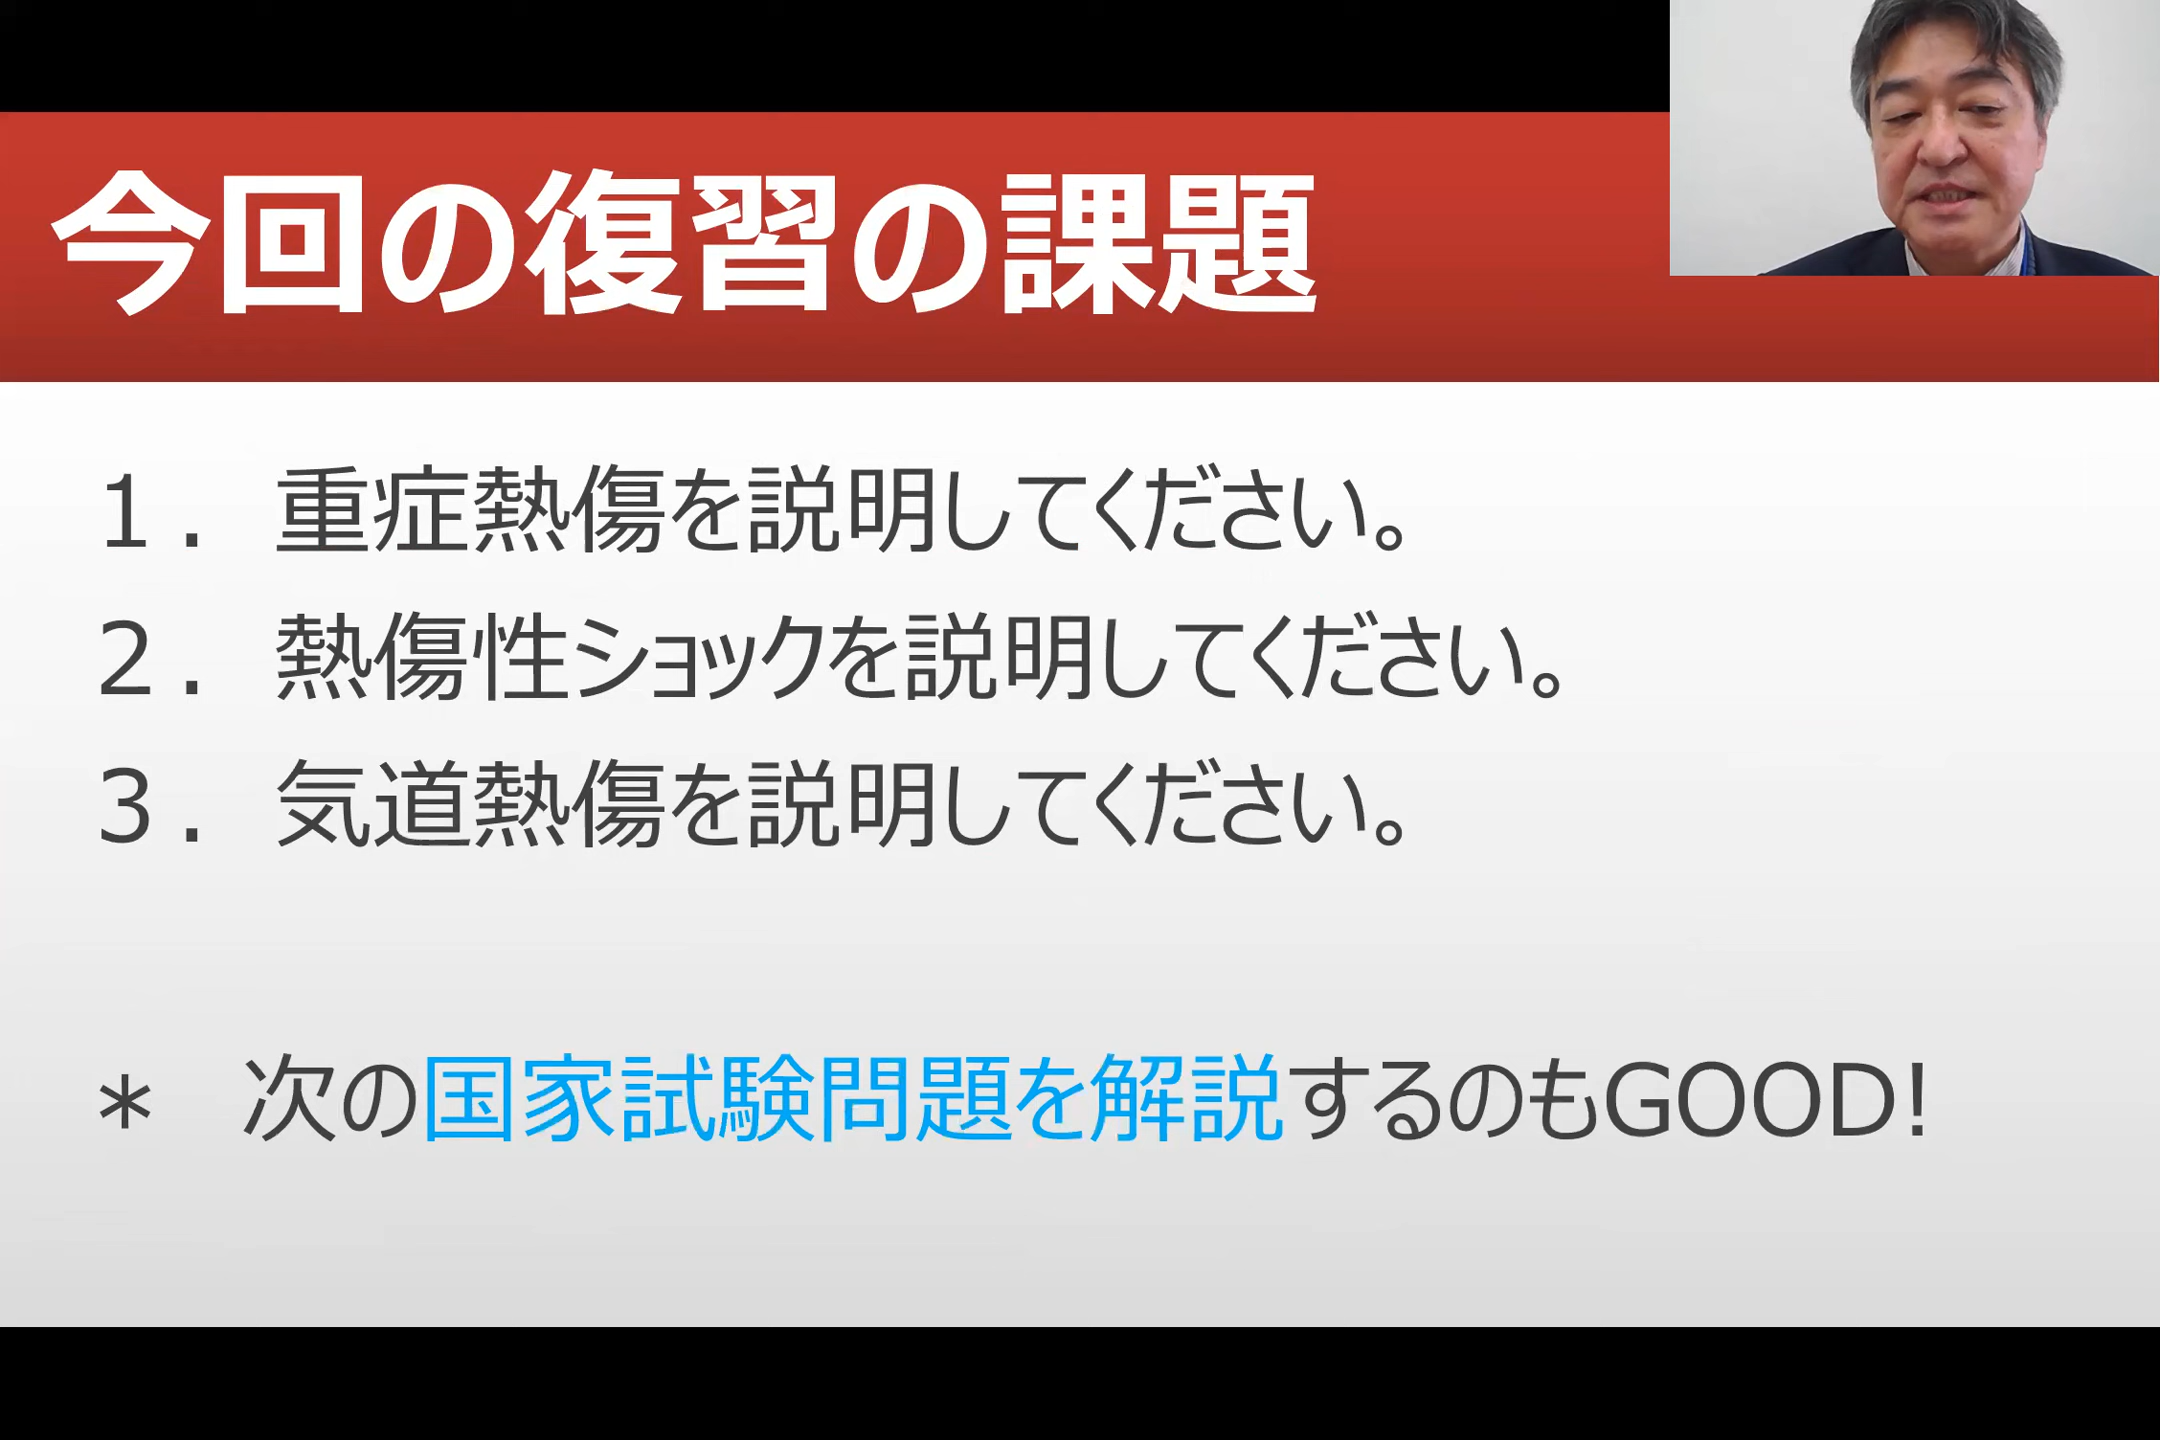 今回の復習の課題
１． 重症熱傷を説明してください。
２． 熱傷性ショックを説明してください。
３． 気道熱傷を説明してください。
＊ 次の国家試験問題を解説するのもGOOD!